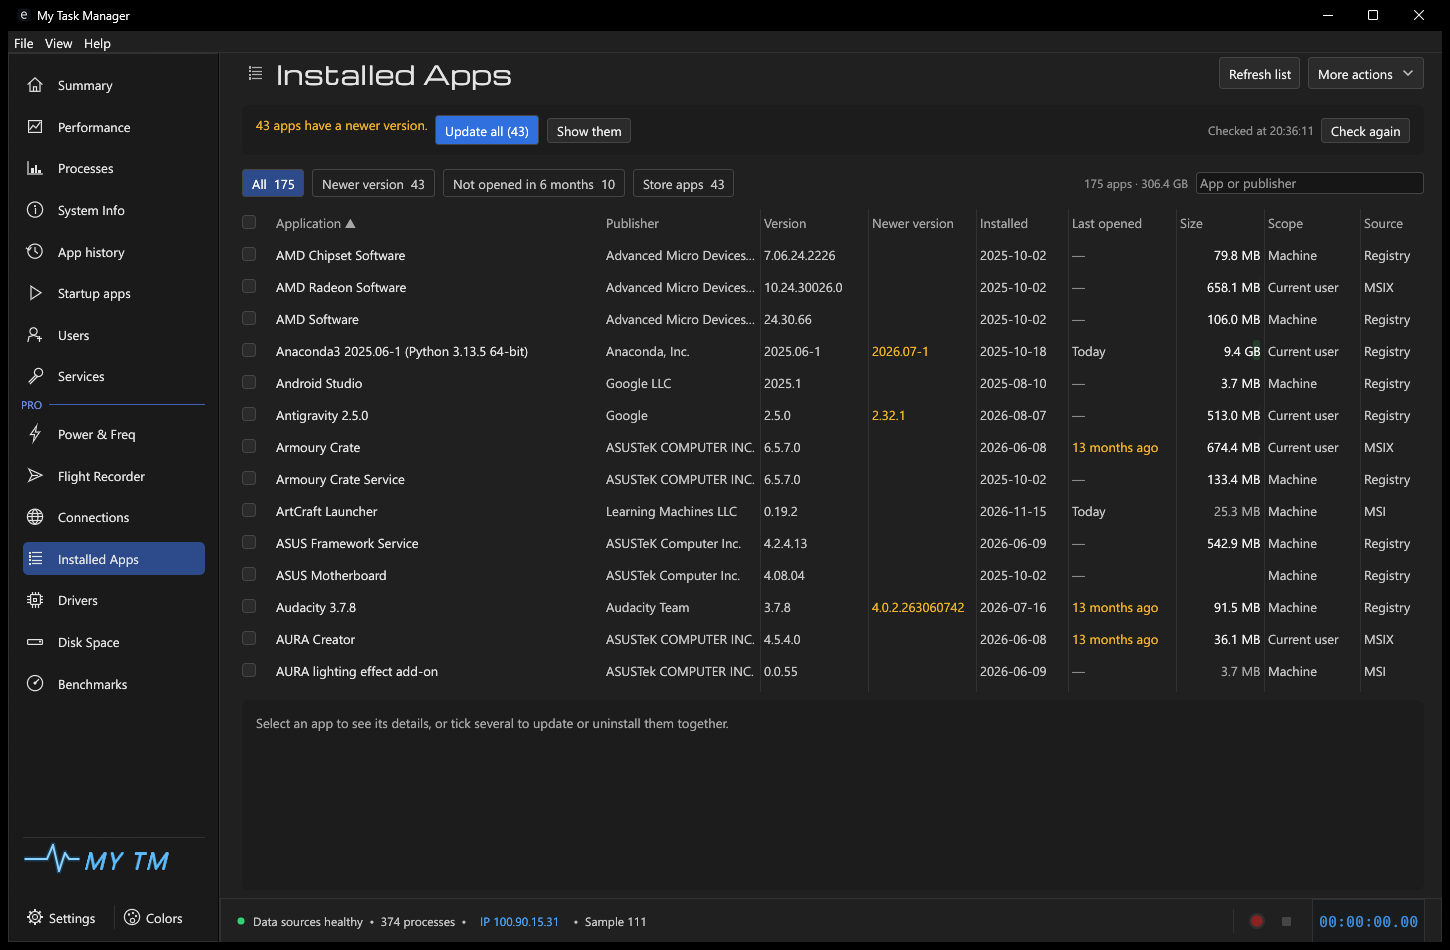 e My Task Manager
File View Help
Summary
Performance
Processes
System Info
App history
Startup apps
Users
Services
PRO
Power & Freq
Flight Recorder
Connections
Installed Apps
Drivers
Disk Space
Benchmarks
MY TM
Settings Colors
Installed Apps Refresh list More actions
43 apps have a newer version. Update all (43) Show them Checked at 20:36:11 Check again
All 175 Newer version 43 Not opened in 6 months 10 Store apps 43 175 apps · 306.4 GB App or publisher
Application ▲ Publisher Version Newer version Installed Last opened Size Scope Source
AMD Chipset Software Advanced Micro Devices... 7.06.24.2226 2025-10-02 — 79.8 MB Machine Registry
AMD Radeon Software Advanced Micro Devices... 10.24.30026.0 2025-10-02 — 658.1 MB Current user MSIX
AMD Software Advanced Micro Devices... 24.30.66 2025-10-02 — 106.0 MB Machine Registry
Anaconda3 2025.06-1 (Python 3.13.5 64-bit) Anaconda, Inc. 2025.06-1 2026.07-1 2025-10-18 Today 9.4 GB Current user Registry
Android Studio Google LLC 2025.1 2025-08-10 — 3.7 MB Machine Registry
Antigravity 2.5.0 Google 2.5.0 2.32.1 2026-08-07 — 513.0 MB Current user Registry
Armoury Crate ASUSTeK COMPUTER INC. 6.5.7.0 2026-06-08 13 months ago 674.4 MB Current user MSIX
Armoury Crate Service ASUSTeK COMPUTER INC. 6.5.7.0 2025-10-02 — 133.4 MB Machine Registry
ArtCraft Launcher Learning Machines LLC 0.19.2 2026-11-15 Today 25.3 MB Machine MSI
ASUS Framework Service ASUSTeK Computer Inc. 4.2.4.13 2026-06-09 — 542.9 MB Machine Registry
ASUS Motherboard ASUSTek Computer Inc. 4.08.04 2025-10-02 — Machine Registry
Audacity 3.7.8 Audacity Team 3.7.8 4.0.2.263060742 2026-07-16 13 months ago 91.5 MB Machine Registry
AURA Creator ASUSTeK COMPUTER INC. 4.5.4.0 2026-06-08 13 months ago 36.1 MB Current user MSIX
AURA lighting effect add-on ASUSTek COMPUTER INC. 0.0.55 2026-06-09 — 3.7 MB Machine MSI
Select an app to see its details, or tick several to update or uninstall them together.
Data sources healthy • 374 processes • IP 100.90.15.31 • Sample 111 00:00:00.00